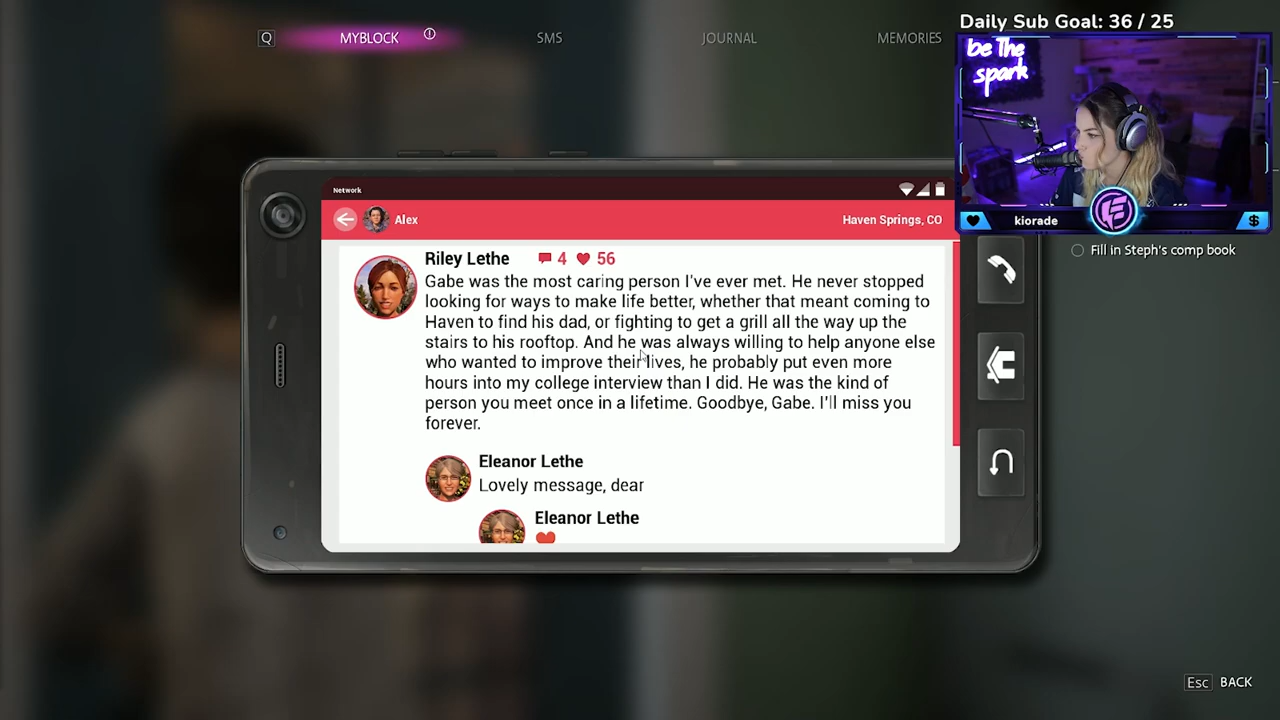 Daily Sub Goal: 36 / 25
Q MYBLOCK SMS JOURNAL MEMORIES
be The
spark
kiorade
Network
Alex
Haven Springs, CO
Fill in Steph's comp book
Riley Lethe 4 56
Gabe was the most caring person I've ever met. He never stopped
looking for ways to make life better, whether that meant coming to
Haven to find his dad, or fighting to get a grill all the way up the
stairs to his rooftop. And he was always willing to help anyone else
who wanted to improve their lives, he probably put even more
hours into my college interview than I did. He was the kind of
person you meet once in a lifetime. Goodbye, Gabe. I'll miss you
forever.
Eleanor Lethe
Lovely message, dear
Eleanor Lethe
Esc BACK